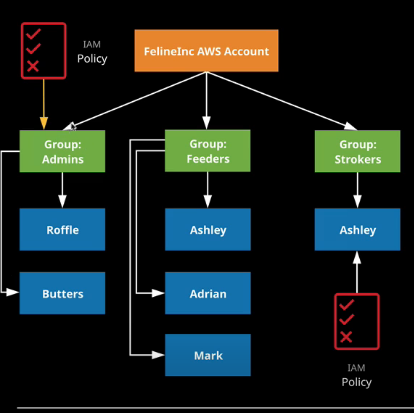 IAM
Policy
FelineInc AWS Account
Group:
Admins
Group:
Feeders
Group:
Strokers
Roffle
Ashley
Ashley
Butters
Adrian
Mark
IAM
Policy